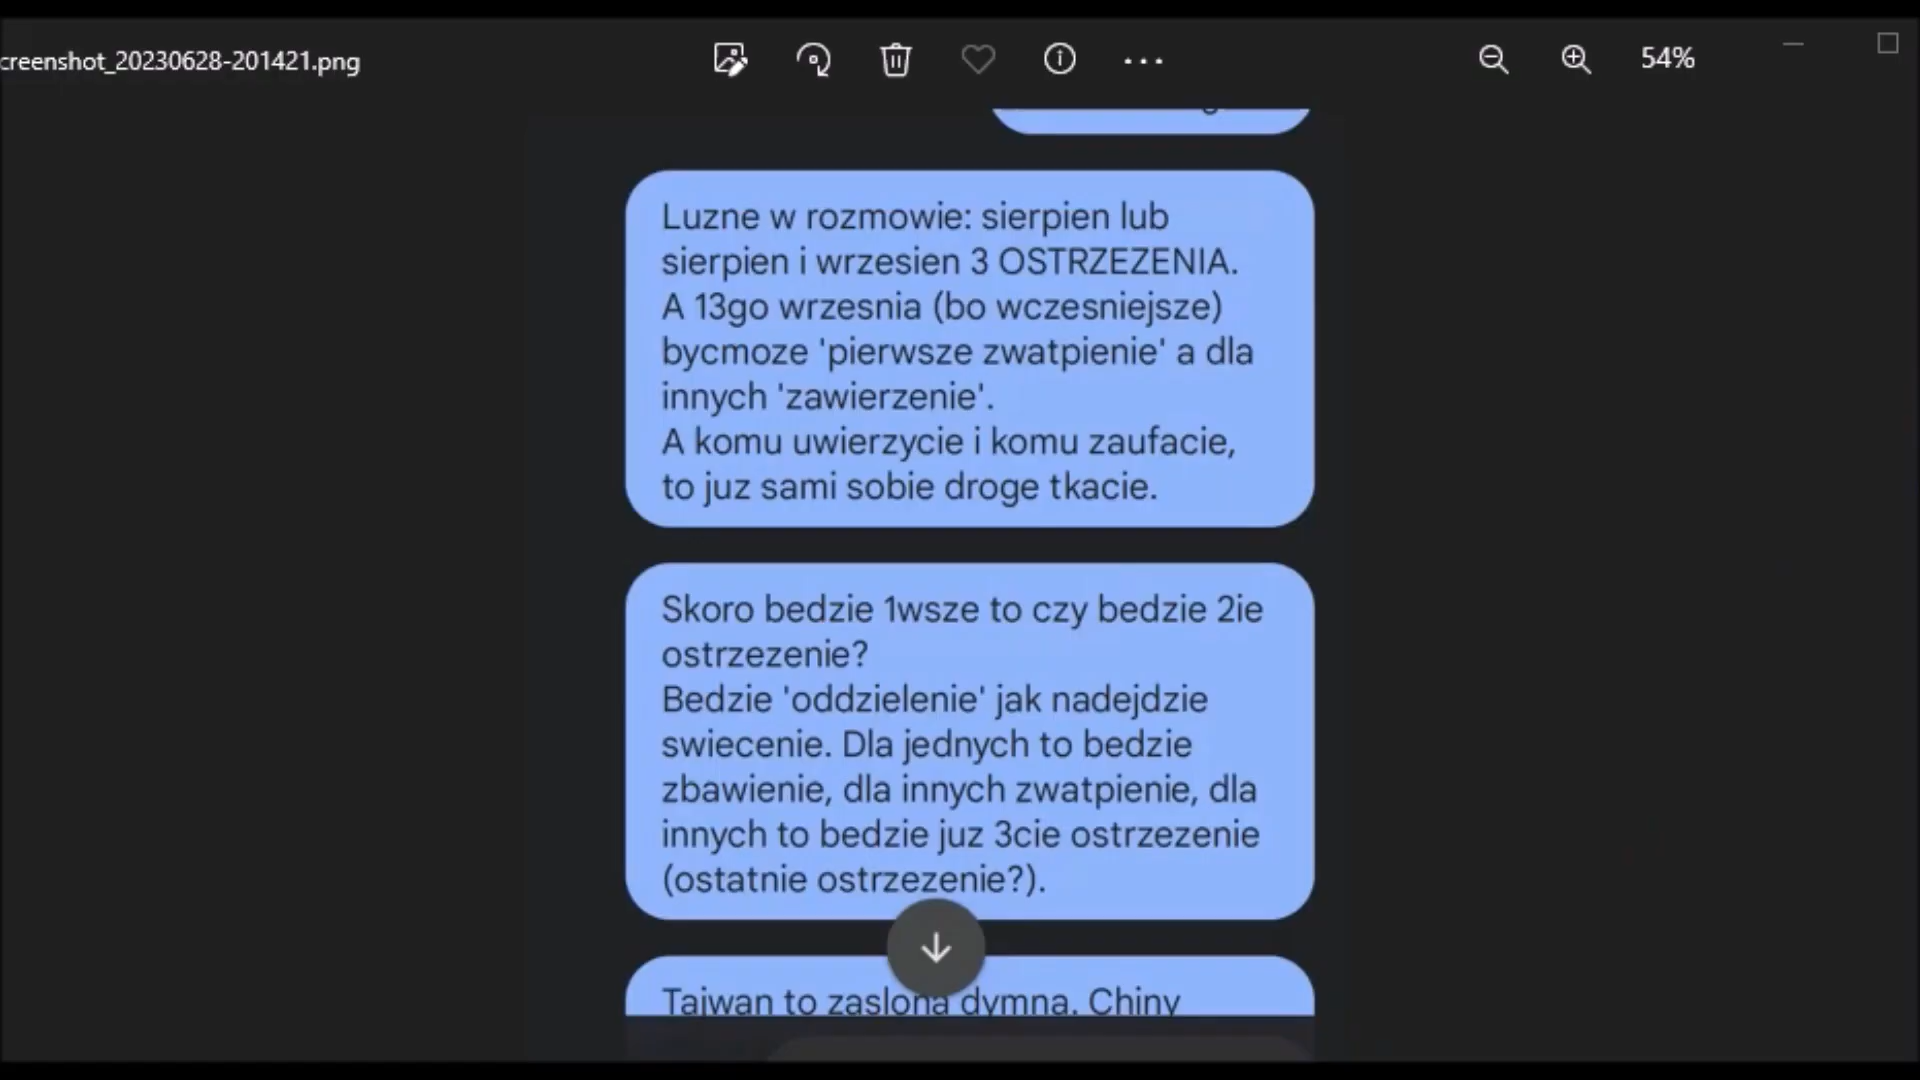 creenshot_20230628-201421.png
54%
Luzne w rozmowie: sierpien lub
sierpien i wrzesien 3 OSTRZEZENIA.
A 13go wrzesnia (bo wczesniejsze)
bycmoze 'pierwsze zwatpienie' a dla
innych 'zawierzenie'.
A komu uwierzycie i komu zaufacie,
to juz sami sobie droge tkacie.
Skoro bedzie 1wsze to czy bedzie 2ie
ostrzezenie?
Bedzie 'oddzielenie' jak nadejdzie
swiecenie. Dla jednych to bedzie
zbawienie, dla innych zwatpienie, dla
innych to bedzie juz 3cie ostrzezenie
(ostatnie ostrzezenie?).
Tajwan to zaslona dymna. Chiny